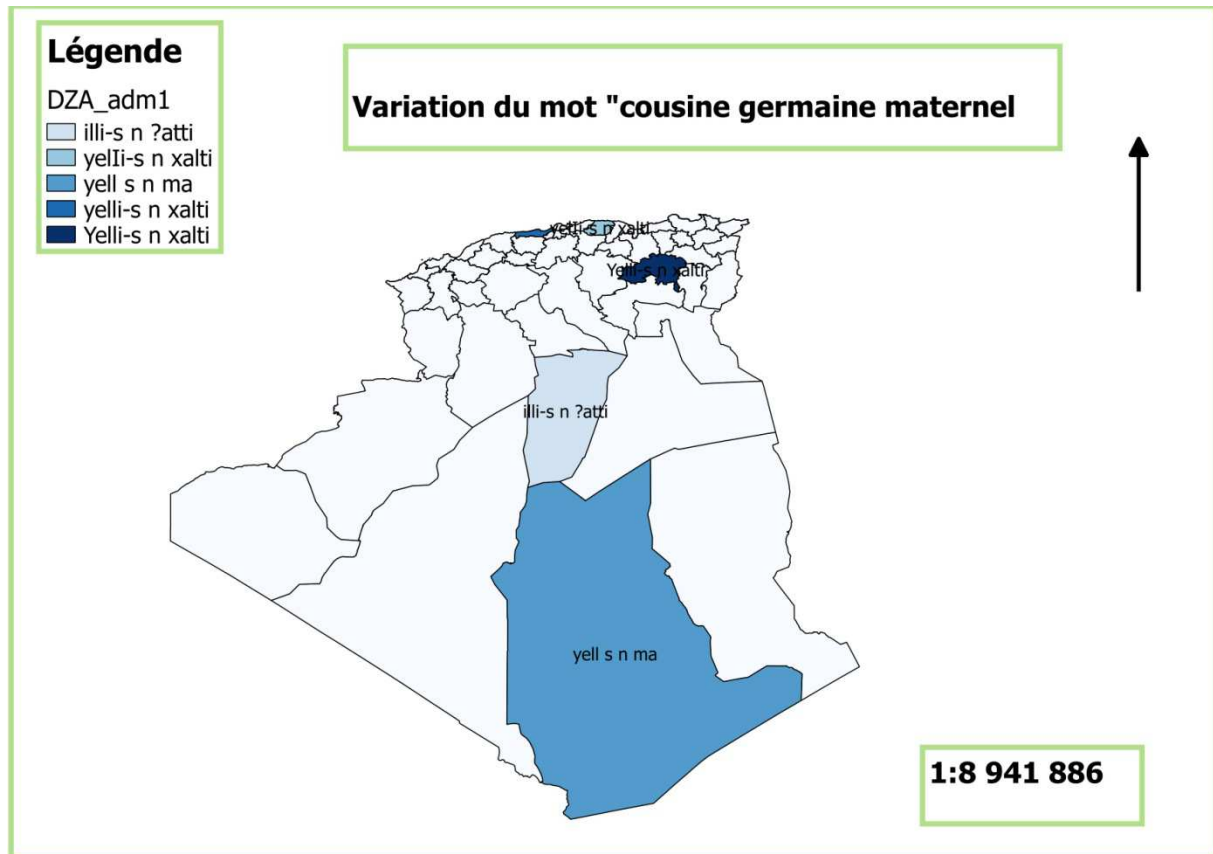 Légende
DZA_adm1
illi-s n ?atti
yelIi-s n xalti
yell s n ma
yelli-s n xalti
Yelli-s n xalti
Variation du mot "cousine germaine maternel
n xalti
Yelli-s n xalti
illi-s n ?atti
yell s n ma
1:8 941 886